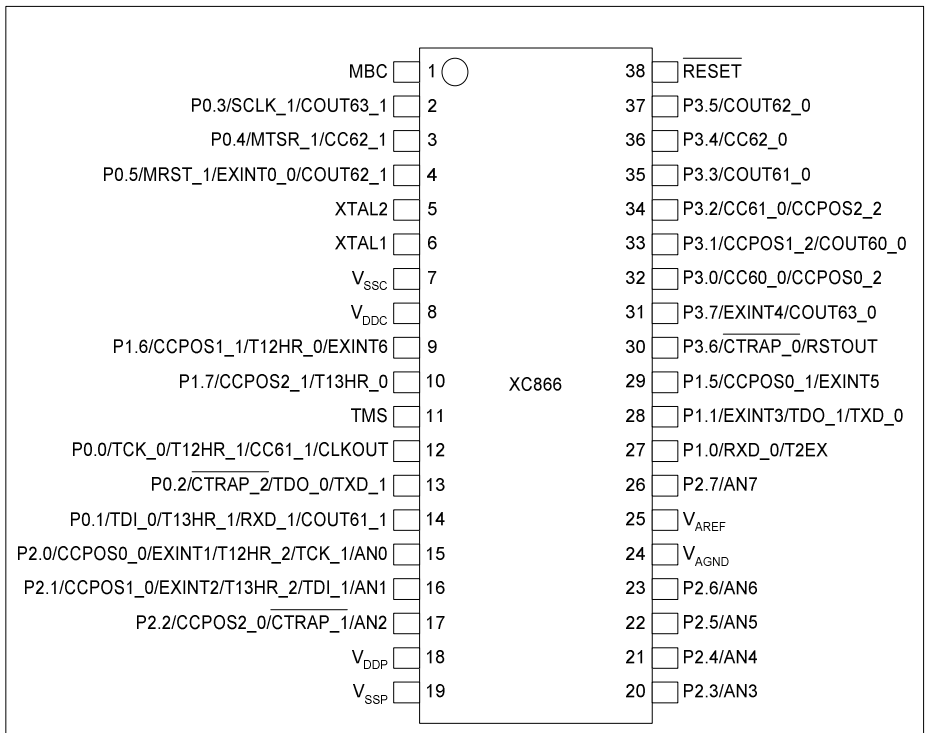 MBC 1 38 RESET
P0.3/SCLK_1/COUT63_1 2 37 P3.5/COUT62_0
P0.4/MTSR_1/CC62_1 3 36 P3.4/CC62_0
P0.5/MRST_1/EXINT0_0/COUT62_1 4 35 P3.3/COUT61_0
XTAL2 5 34 P3.2/CC61_0/CCPOS2_2
XTAL1 6 33 P3.1/CCPOS1_2/COUT60_0
VSSC 7 32 P3.0/CC60_0/CCPOS0_2
VDDC 8 31 P3.7/EXINT4/COUT63_0
P1.6/CCPOS1_1/T12HR_0/EXINT6 9 30 P3.6/CTRAP_0/RSTOUT
P1.7/CCPOS2_1/T13HR_0 10 XC866 29 P1.5/CCPOS0_1/EXINT5
TMS 11 28 P1.1/EXINT3/TDO_1/TXD_0
P0.0/TCK_0/T12HR_1/CC61_1/CLKOUT 12 27 P1.0/RXD_0/T2EX
P0.2/CTRAP_2/TDO_0/TXD_1 13 26 P2.7/AN7
P0.1/TDI_0/T13HR_1/RXD_1/COUT61_1 14 25 VAREF
P2.0/CCPOS0_0/EXINT1/T12HR_2/TCK_1/AN0 15 24 VAGND
P2.1/CCPOS1_0/EXINT2/T13HR_2/TDI_1/AN1 16 23 P2.6/AN6
P2.2/CCPOS2_0/CTRAP_1/AN2 17 22 P2.5/AN5
VDDP 18 21 P2.4/AN4
VSSP 19 20 P2.3/AN3